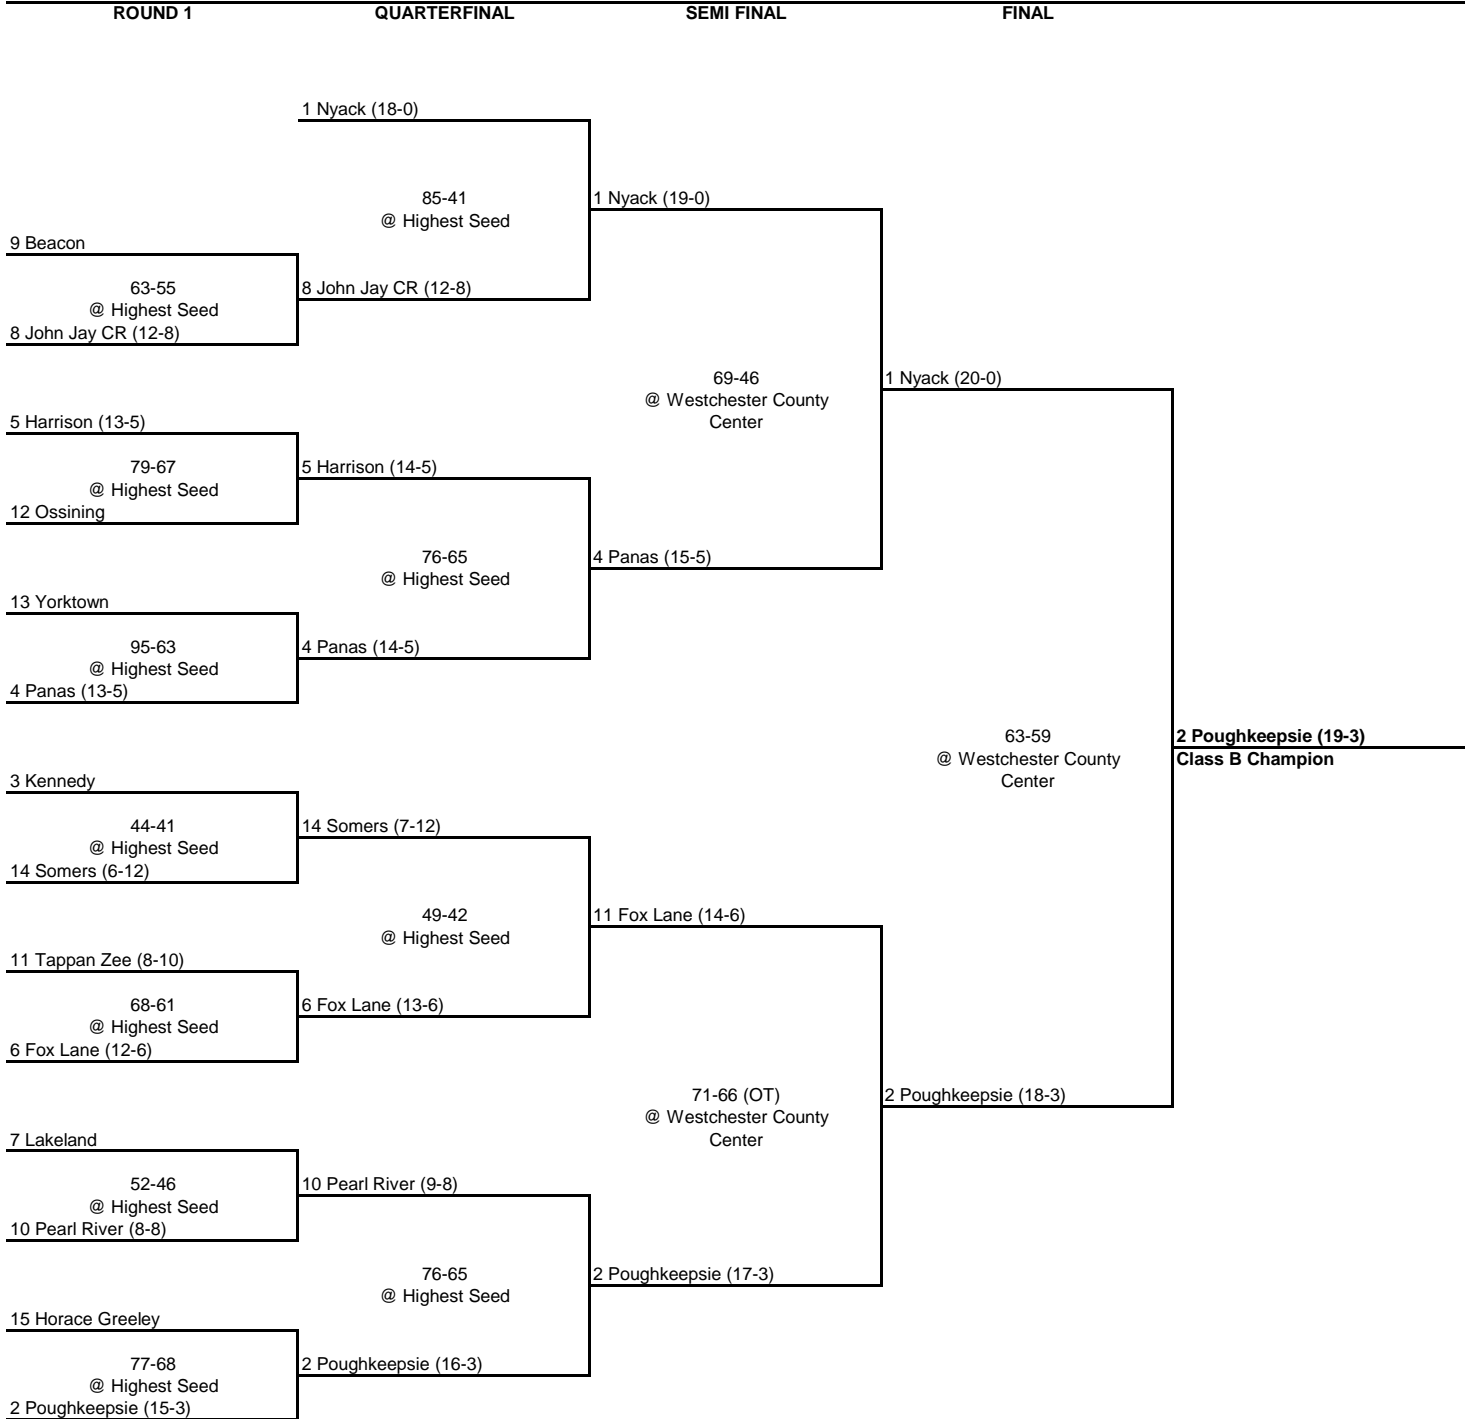 ROUND 1
QUARTERFINAL
SEMI FINAL
FINAL
1 Nyack (18-0)
85-41
@ Highest Seed
1 Nyack (19-0)
9 Beacon
63-55
@ Highest Seed
8 John Jay CR (12-8)
8 John Jay CR (12-8)
69-46
@ Westchester County
Center
1 Nyack (20-0)
5 Harrison (13-5)
79-67
@ Highest Seed
12 Ossining
5 Harrison (14-5)
76-65
@ Highest Seed
4 Panas (15-5)
13 Yorktown
95-63
@ Highest Seed
4 Panas (13-5)
4 Panas (14-5)
63-59
@ Westchester County
Center
2 Poughkeepsie (19-3)
Class B Champion
3 Kennedy
44-41
@ Highest Seed
14 Somers (6-12)
14 Somers (7-12)
49-42
@ Highest Seed
11 Fox Lane (14-6)
11 Tappan Zee (8-10)
68-61
@ Highest Seed
6 Fox Lane (12-6)
6 Fox Lane (13-6)
71-66 (OT)
@ Westchester County
Center
2 Poughkeepsie (18-3)
7 Lakeland
52-46
@ Highest Seed
10 Pearl River (8-8)
10 Pearl River (9-8)
76-65
@ Highest Seed
2 Poughkeepsie (17-3)
15 Horace Greeley
77-68
@ Highest Seed
2 Poughkeepsie (15-3)
2 Poughkeepsie (16-3)